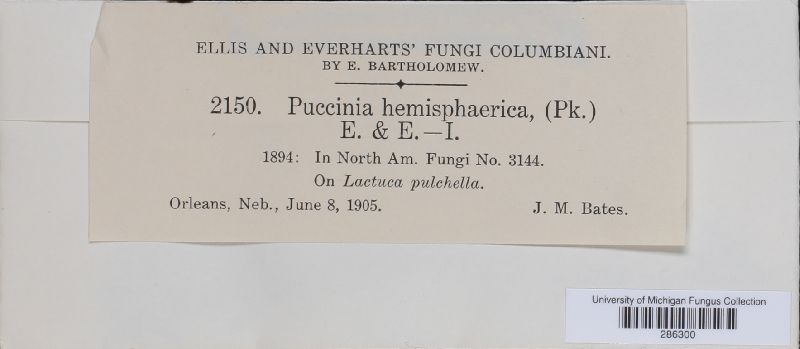 ELLIS AND EVERHARTS' FUNGI COLUMBIANI.
BY E. BARTHOLOMEW.
2150. Puccinia hemisphaerica, (Pk.)
E. & E.—I.
1894: In North Am. Fungi No. 3144.
On Lactuca pulchella.
Orleans, Neb., June 8, 1905. J. M. Bates.
University of Michigan Fungus Collection
286300